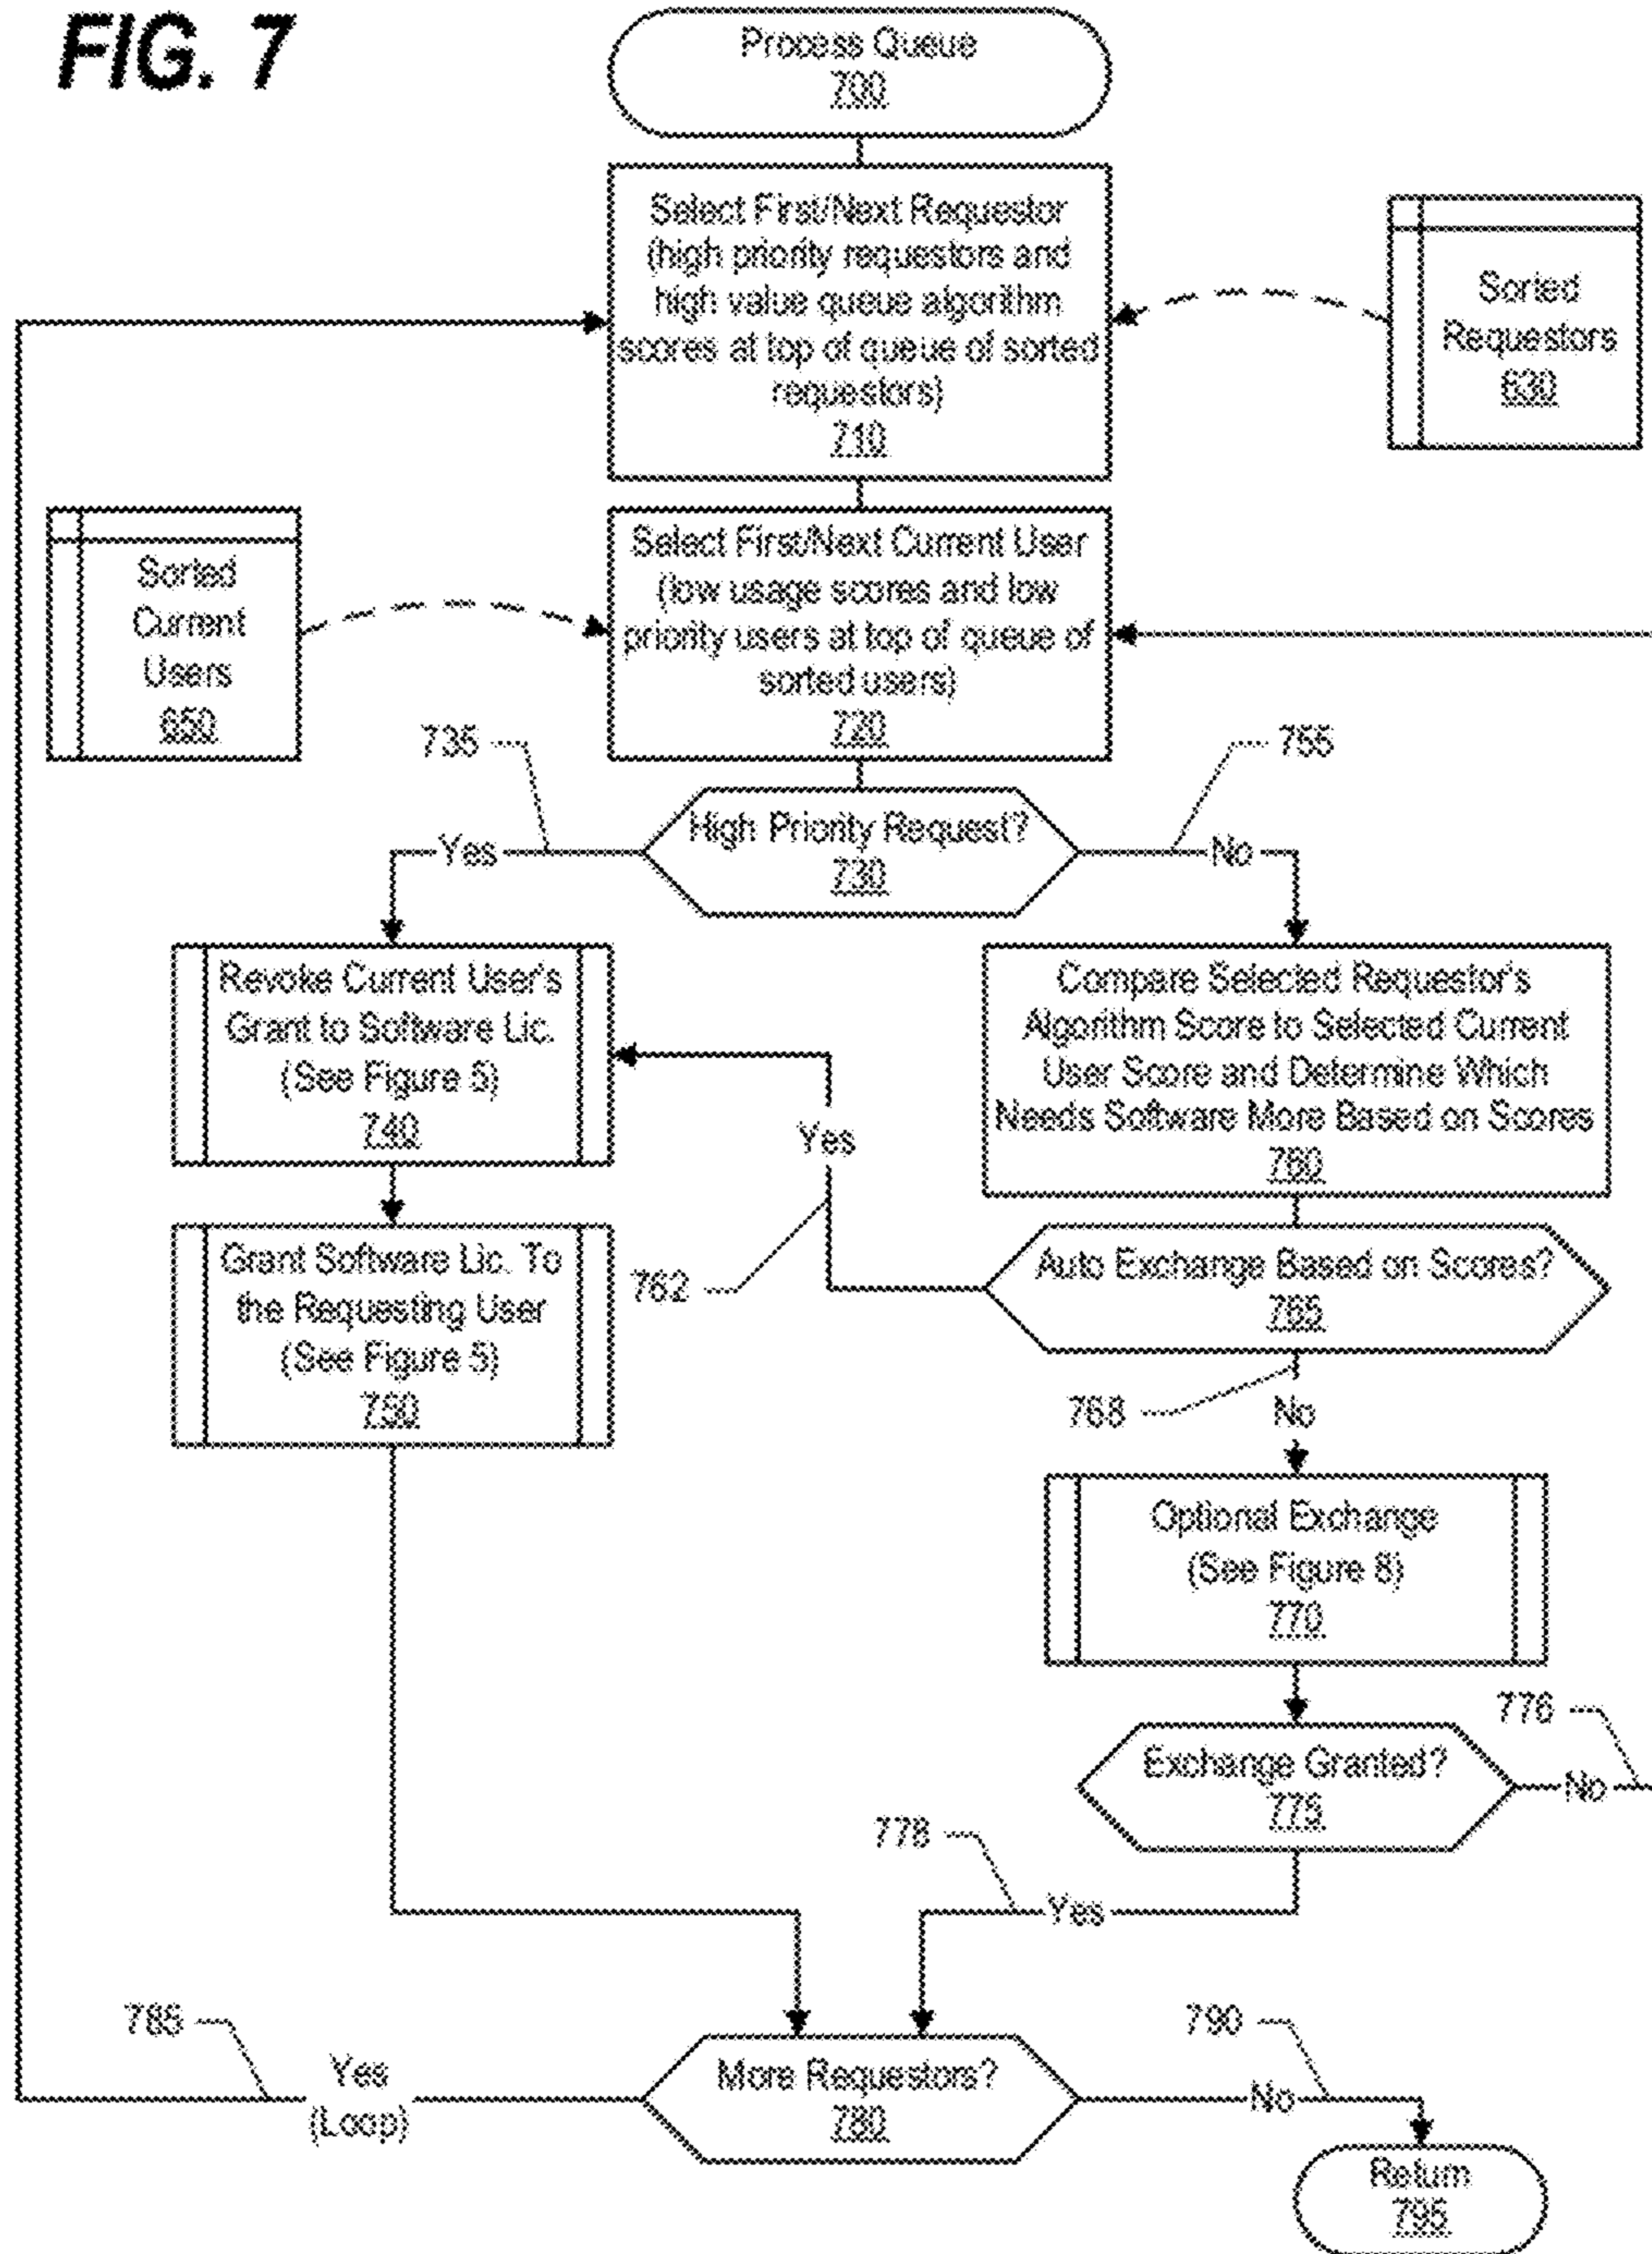 FIG. 7
Process Queue
700
Select First/Next Requestor
(high priority requestors and
high value queue algorithm
scores at top of queue of sorted
requestors)
710
Sorted
Requestors
630
Sorted
Current
Users
650
Select First/Next Current User
(low usage scores and low
priority users at top of queue of
sorted users)
720
735
755
High Priority Request?
730
Yes
No
Revoke Current User's
Grant to Software Lic.
(See Figure 5)
740
Compare Selected Requestor's
Algorithm Score to Selected Current
User Score and Determine Which
Needs Software More Based on Scores
760
Yes
762
Grant Software Lic. To
the Requesting User
(See Figure 5)
750
Auto Exchange Based on Scores?
765
768
No
Optional Exchange
(See Figure 8)
770
776
Exchange Granted?
775
No
778
Yes
785
790
Yes
(Loop)
More Requestors?
780
No
Return
795